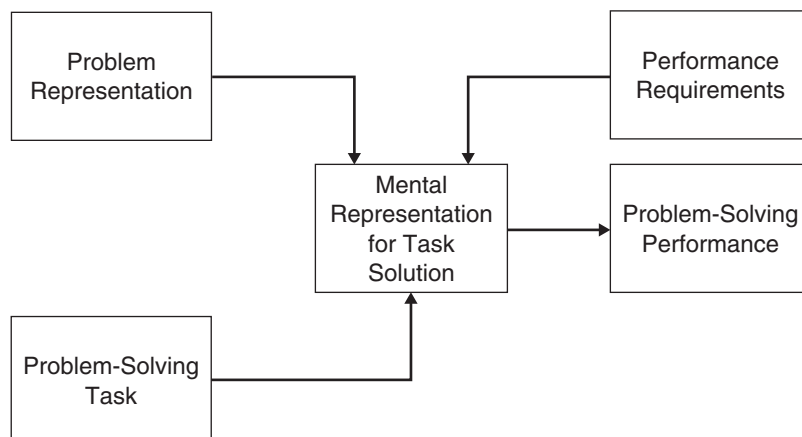 Problem
Representation
Performance
Requirements
Mental
Representation
for Task
Solution
Problem-Solving
Performance
Problem-Solving
Task